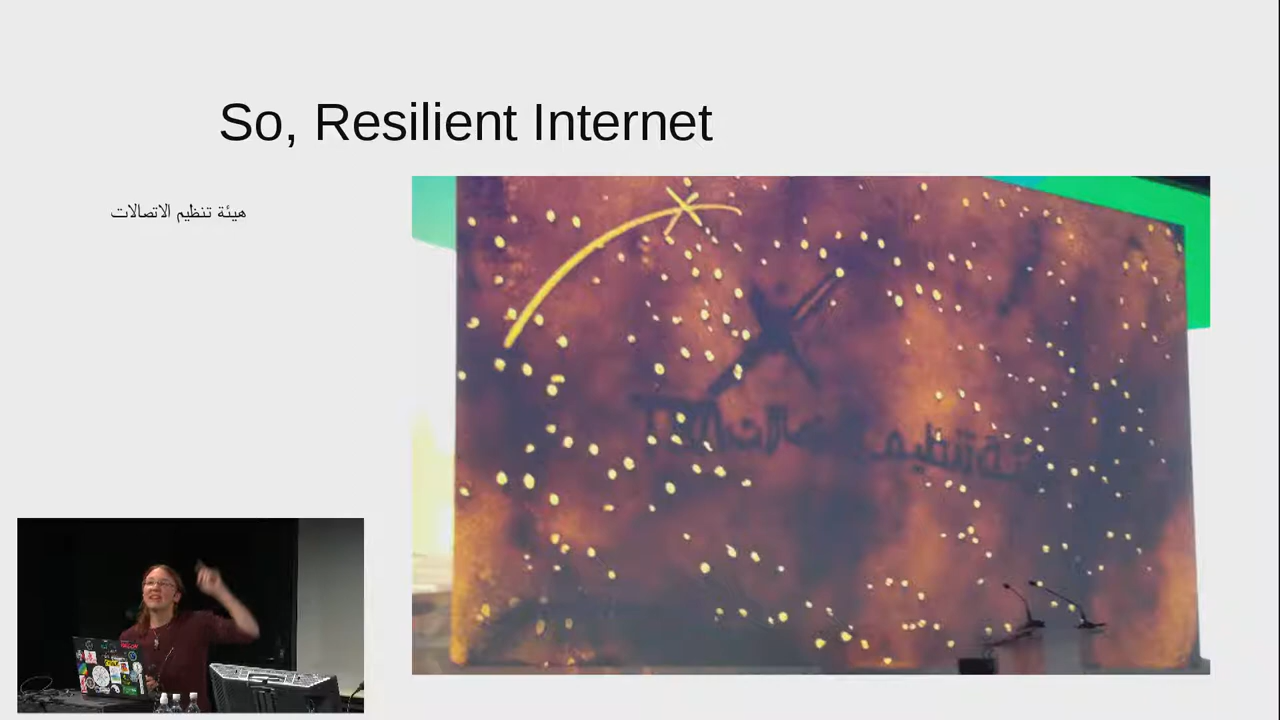 So, Resilient Internet
هيئة تنظيم الاتصالات